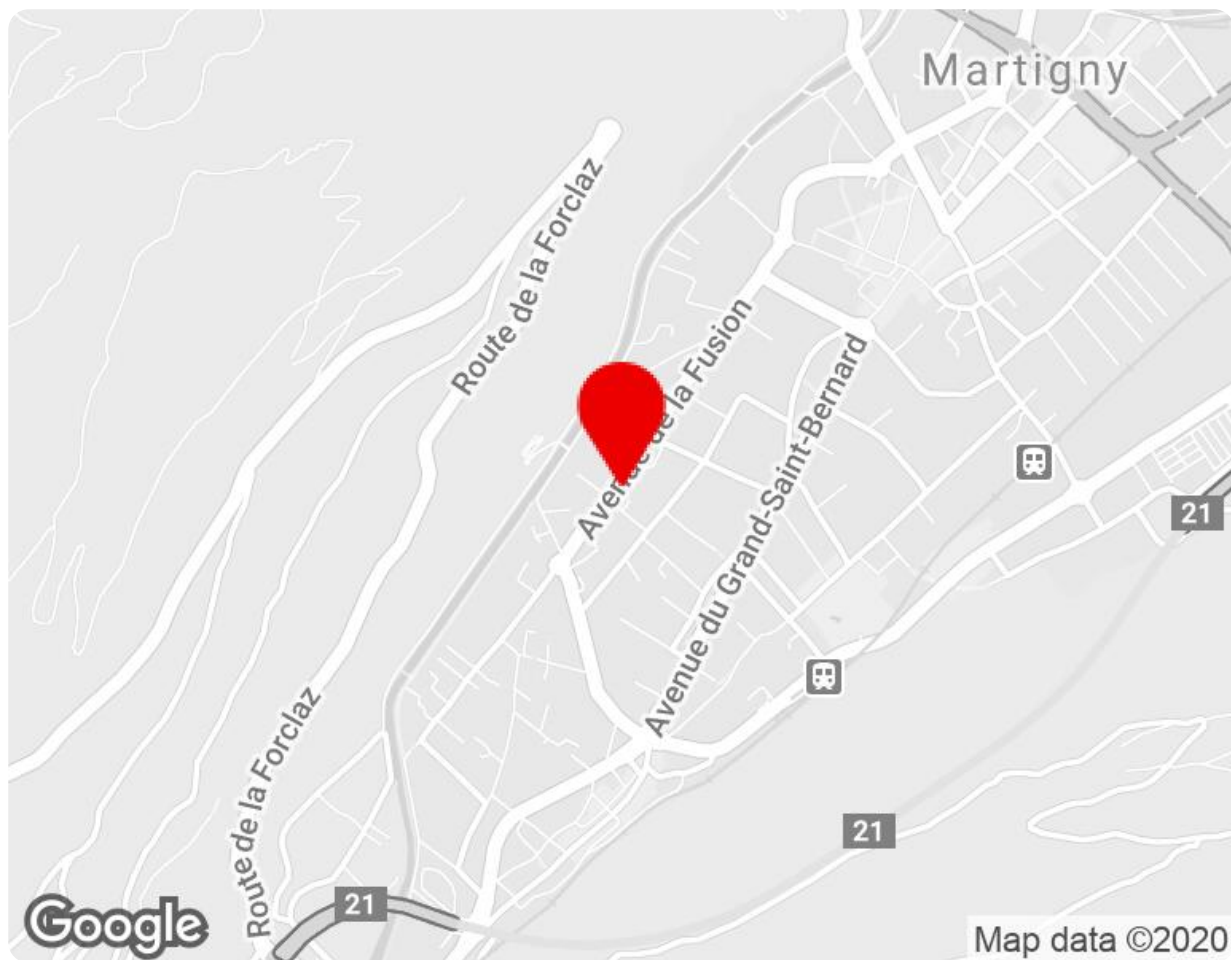 Martigny
Route de la Forclaz
Avenue de la Fusion
Avenue du Grand-Saint-Bernard
21
Route de la Forclaz
21
21
Google
Map data ©2020